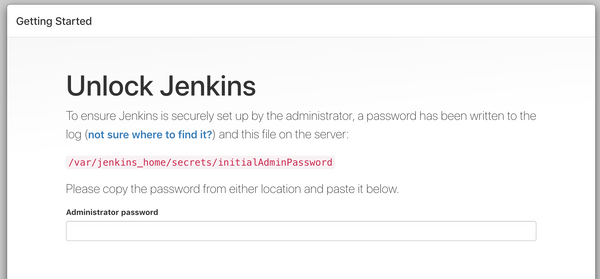 Getting Started
Unlock Jenkins
To ensure Jenkins is securely set up by the administrator, a password has been written to the
log (not sure where to find it?) and this file on the server:
/var/jenkins_home/secrets/initialAdminPassword
Please copy the password from either location and paste it below.
Administrator password